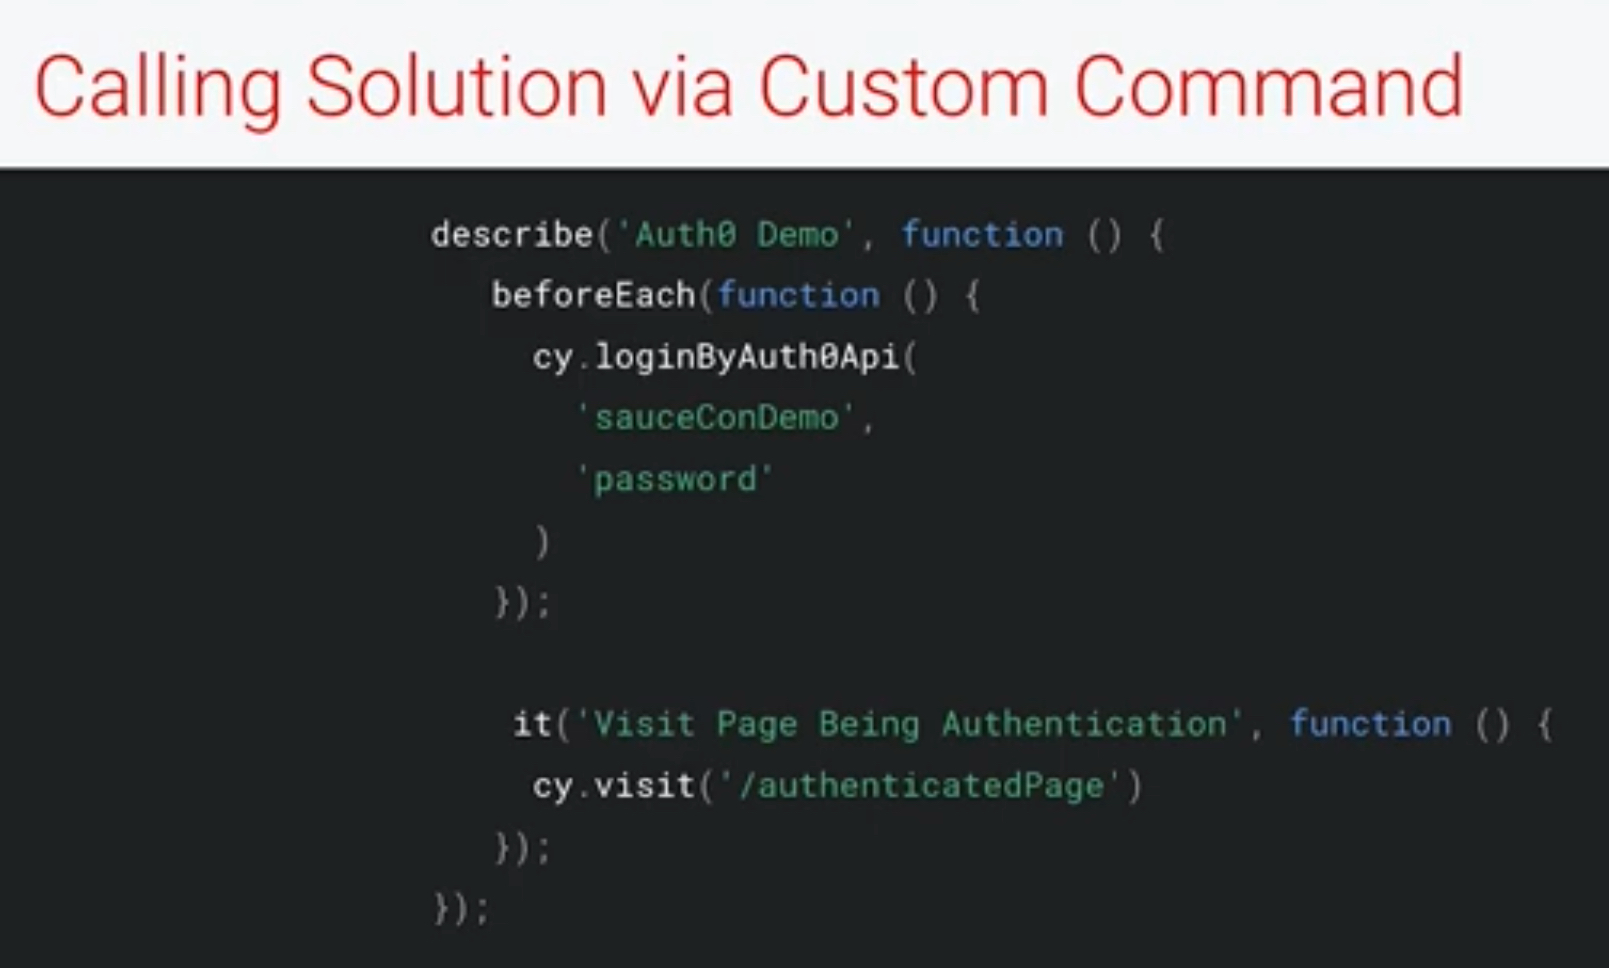 Calling Solution via Custom Command
describe('Auth0 Demo', function () {
beforeEach(function () {
cy.loginByAuth0Api(
'sauceConDemo',
'password'
)
});
it('Visit Page Being Authentication', function () {
cy.visit('/authenticatedPage')
});
});